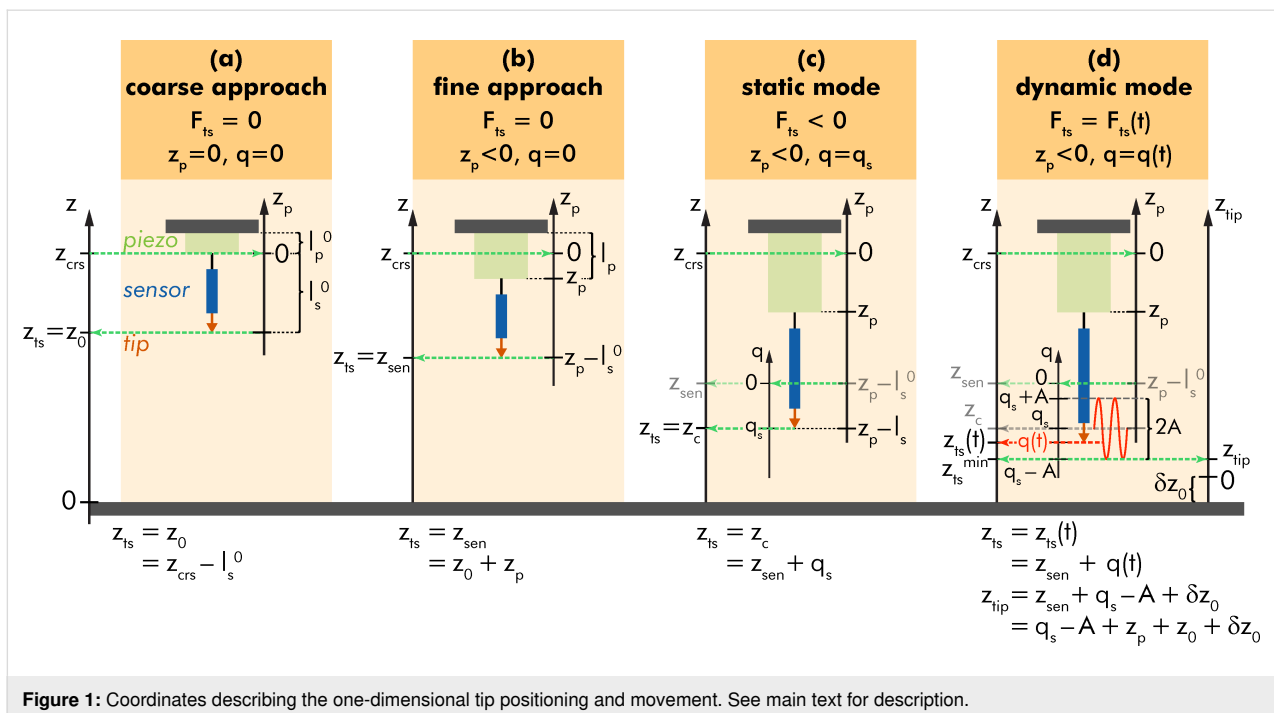 (a)
coarse approach
F_ts = 0
z_p=0, q=0
(b)
fine approach
F_ts = 0
z_p<0, q=0
(c)
static mode
F_ts < 0
z_p<0, q=q_s
(d)
dynamic mode
F_ts = F_ts(t)
z_p<0, q=q(t)
z
z_p
piezo
l_p^0
z_crs
0
sensor
l_s^0
z_ts=z_0
tip
0
z
z_p
z_crs
0
l_p
z_p
z_ts=z_sen
z_p–l_s^0
z
z_p
z_crs
0
z_p
q
z_sen
0
z_p–l_s^0
z_ts=z_c
q_s
z_p–l_s
z
z_p
z_tip
z_crs
0
z_p
q
z_sen
0
z_p–l_s^0
q_s+A
z_c
q_s
2A
z_ts(t)
q(t)
z_ts^min
q_s–A
z_tip
0
δz_0
z_ts = z_0
= z_crs – l_s^0
z_ts = z_sen
= z_0 + z_p
z_ts = z_c
= z_sen + q_s
z_ts = z_ts(t)
= z_sen + q(t)
z_tip = z_sen + q_s – A + δz_0
= q_s – A + z_p + z_0 + δz_0
Figure 1: Coordinates describing the one-dimensional tip positioning and movement. See main text for description.